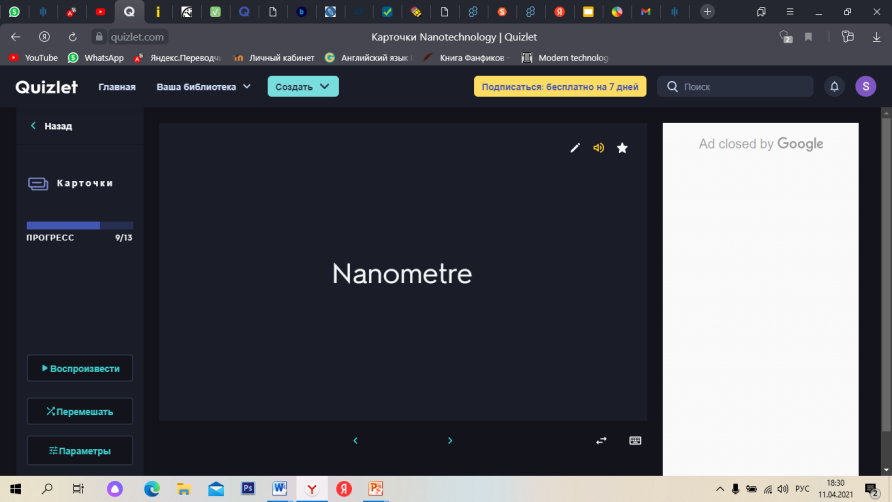 Карточки Nanotechnology | Quizlet
quizlet.com
YouTube
WhatsApp
Яндекс.Переводч
Личный кабинет
Английский язык
Книга Фанфиков
Modern technolog
Quizlet
Главная
Ваша библиотека
Создать
Подписаться: бесплатно на 7 дней
Поиск
S
Назад
Карточки
ПРОГРЕСС 9/13
Воспроизвести
Перемешать
Параметры
Nanometre
Ad closed by Google
РУС
18:30
11.04.2021